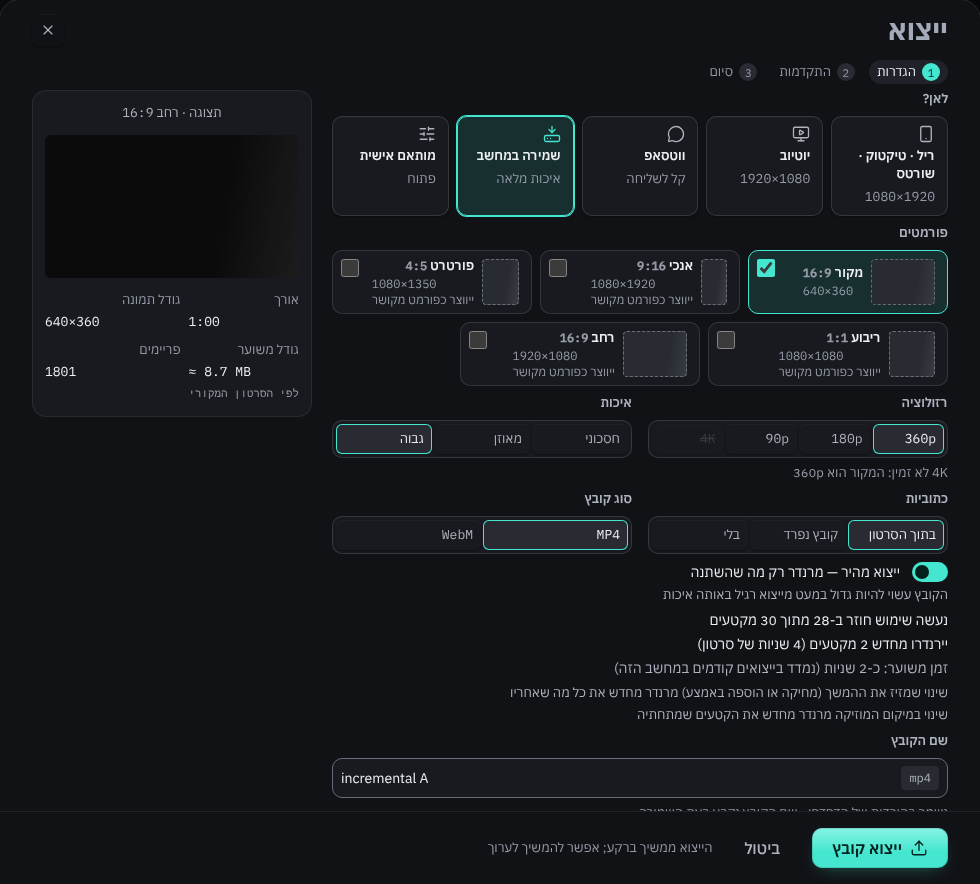 ייצוא
1 הגדרות
2 התקדמות
3 סיום
לאן?
ריל · טיקטוק · שורטס
1080×1920
יוטיוב
1920×1080
ווטסאפ
קל לשליחה
שמירה במחשב
איכות מלאה
מותאם אישית
פתוח
פורמטים
מקור 16:9
640×360
אנכי 9:16
1080×1920
ייווצר כפורמט מקושר
פורטרט 4:5
1080×1350
ייווצר כפורמט מקושר
ריבוע 1:1
1080×1080
ייווצר כפורמט מקושר
רחב 16:9
1920×1080
ייווצר כפורמט מקושר
רזולוציה
360p
180p
90p
4K
4K לא זמין: המקור הוא 360p
איכות
חסכוני
מאוזן
גבוה
כתוביות
בתוך הסרטון
קובץ נפרד
בלי
סוג קובץ
MP4
WebM
ייצוא מהיר — מרנדר רק מה שהשתנה
הקובץ עשוי להיות גדול במעט מייצוא רגיל באותה איכות
נעשה שימוש חוזר ב-28 מתוך 30 מקטעים
יירנדרו מחדש 2 מקטעים (4 שניות של סרטון)
זמן משוער: כ-2 שניות (נמדד בייצואים קודמים במחשב הזה)
שינוי שמזיז את ההמשך (מחיקה או הוספה באמצע) מרנדר מחדש את כל מה שאחריו
שינוי במיקום המוזיקה מרנדר מחדש את הקטעים שמתחתיה
שם הקובץ
incremental A
mp4
תצוגה · רחב 16:9
אורך
1:00
גודל תמונה
640×360
גודל משוער
≈ 8.7 MB
לפי הסרטון המקורי
פריימים
1801
ייצוא קובץ
ביטול
הייצוא ממשיך ברקע; אפשר להמשיך לערוך